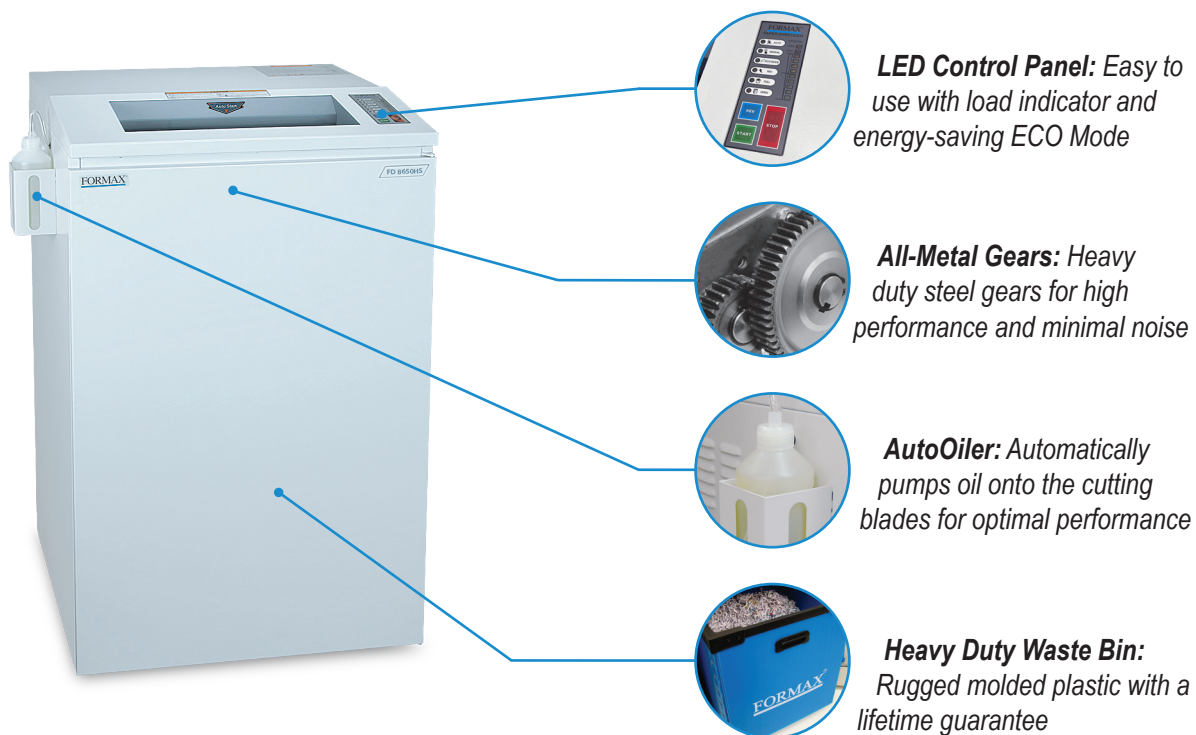 Auto Start
FORMAX
FD 8650HS
FORMAX
REV
STOP
START
LED Control Panel: Easy to
use with load indicator and
energy-saving ECO Mode
All-Metal Gears: Heavy
duty steel gears for high
performance and minimal noise
AutoOiler: Automatically
pumps oil onto the cutting
blades for optimal performance
FORMAX
Heavy Duty Waste Bin:
Rugged molded plastic with a
lifetime guarantee